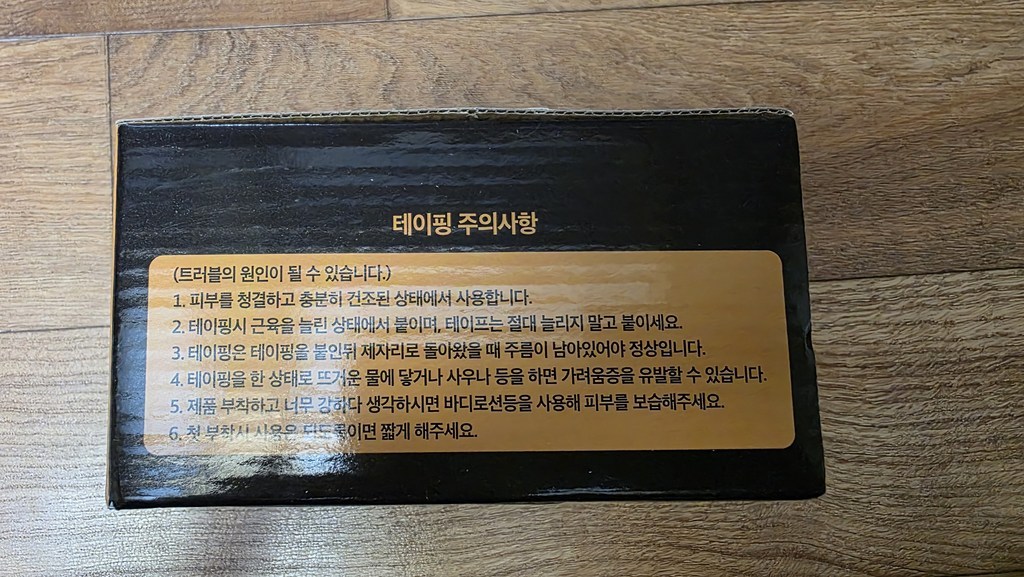 테이핑 주의사항
(트러블의 원인이 될 수 있습니다.)
1. 피부를 청결하고 충분히 건조된 상태에서 사용합니다.
2. 테이핑시 근육을 늘린 상태에서 붙이며, 테이프는 절대 늘리지 말고 붙이세요.
3. 테이핑은 테이핑을 붙인뒤 제자리로 돌아왔을 때 주름이 남아있어야 정상입니다.
4. 테이핑을 한 상태로 뜨거운 물에 닿거나 사우나 등을 하면 가려움증을 유발할 수 있습니다.
5. 제품 부착하고 너무 강하다 생각하시면 바디로션등을 사용해 피부를 보습해주세요.
6. 첫 부착시 사용은 되도록이면 짧게 해주세요.